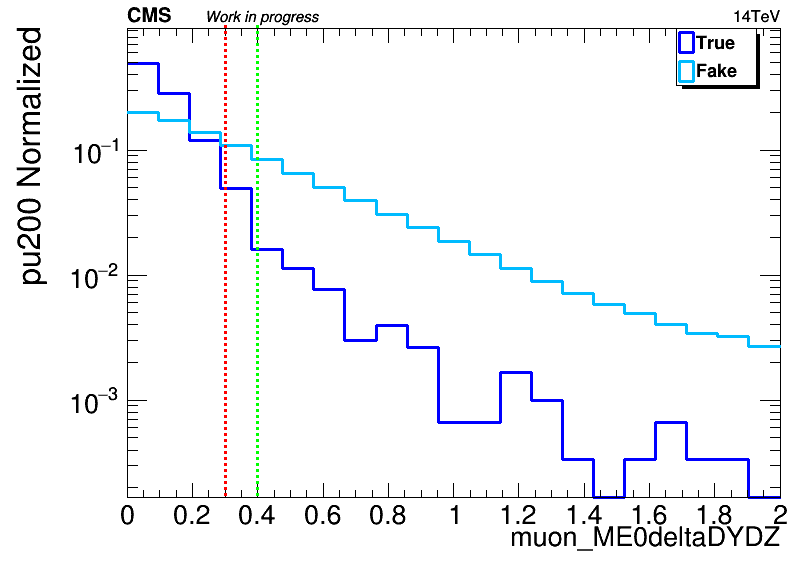 CMS Work in progress 14TeV
True
Fake
pu200 Normalized
10⁻¹
10⁻²
10⁻³
0 0.2 0.4 0.6 0.8 1 1.2 1.4 1.6 1.8 2
muon_ME0deltaDYDZ